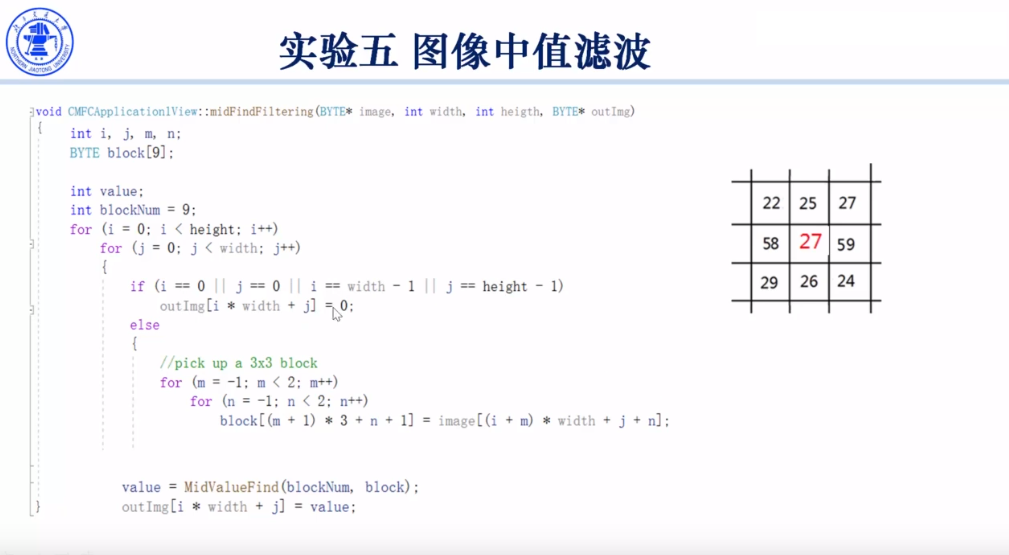 实验五 图像中值滤波
void CMFCApplication1View::midFindFiltering(BYTE* image, int width, int heigth, BYTE* outImg)
{
int i, j, m, n;
BYTE block[9];
int value;
int blockNum = 9;
for (i = 0; i < height; i++)
for (j = 0; j < width; j++)
{
if (i == 0 || j == 0 || i == width - 1 || j == height - 1)
outImg[i * width + j] = 0;
else
{
//pick up a 3x3 block
for (m = -1; m < 2; m++)
for (n = -1; n < 2; n++)
block[(m + 1) * 3 + n + 1] = image[(i + m) * width + j + n];
value = MidValueFind(blockNum, block);
outImg[i * width + j] = value;
}
22 25 27
58 27 59
29 26 24